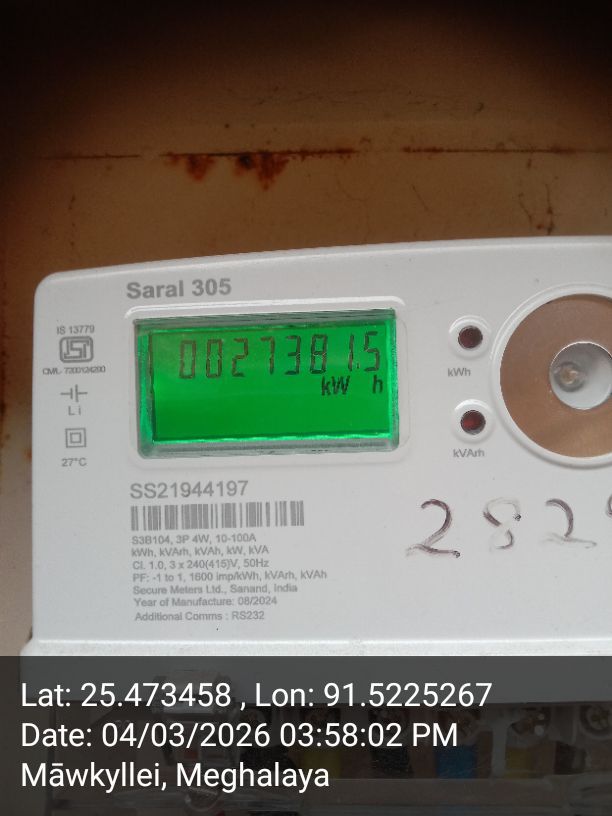 Saral 305
IS 13779
CM/L- 7200124200
Li
27°C
0027381.5
kW h
kWh
kVArh
SS21944197
282
S3B104, 3P 4W, 10-100A
kWh, kVArh, kVAh, kW, kVA
Cl. 1.0, 3 x 240(415)V, 50Hz
PF: -1 to 1, 1600 imp/kWh, kVArh, kVAh
Secure Meters Ltd., Sanand, India
Year of Manufacture: 08/2024
Additional Comms : RS232
Lat: 25.473458 , Lon: 91.5225267
Date: 04/03/2026 03:58:02 PM
Māwkyllei, Meghalaya